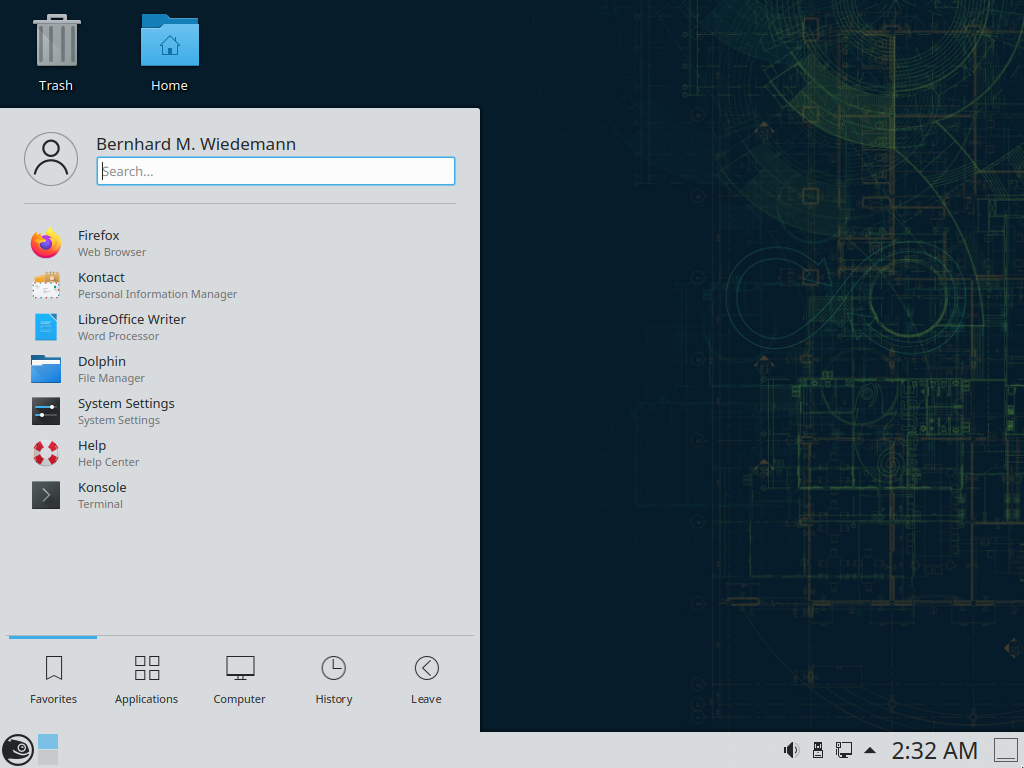 Trash
Home
Bernhard M. Wiedemann
Search...
Firefox
Web Browser
Kontact
Personal Information Manager
LibreOffice Writer
Word Processor
Dolphin
File Manager
System Settings
System Settings
Help
Help Center
Konsole
Terminal
Favorites
Applications
Computer
History
Leave
2:32 AM